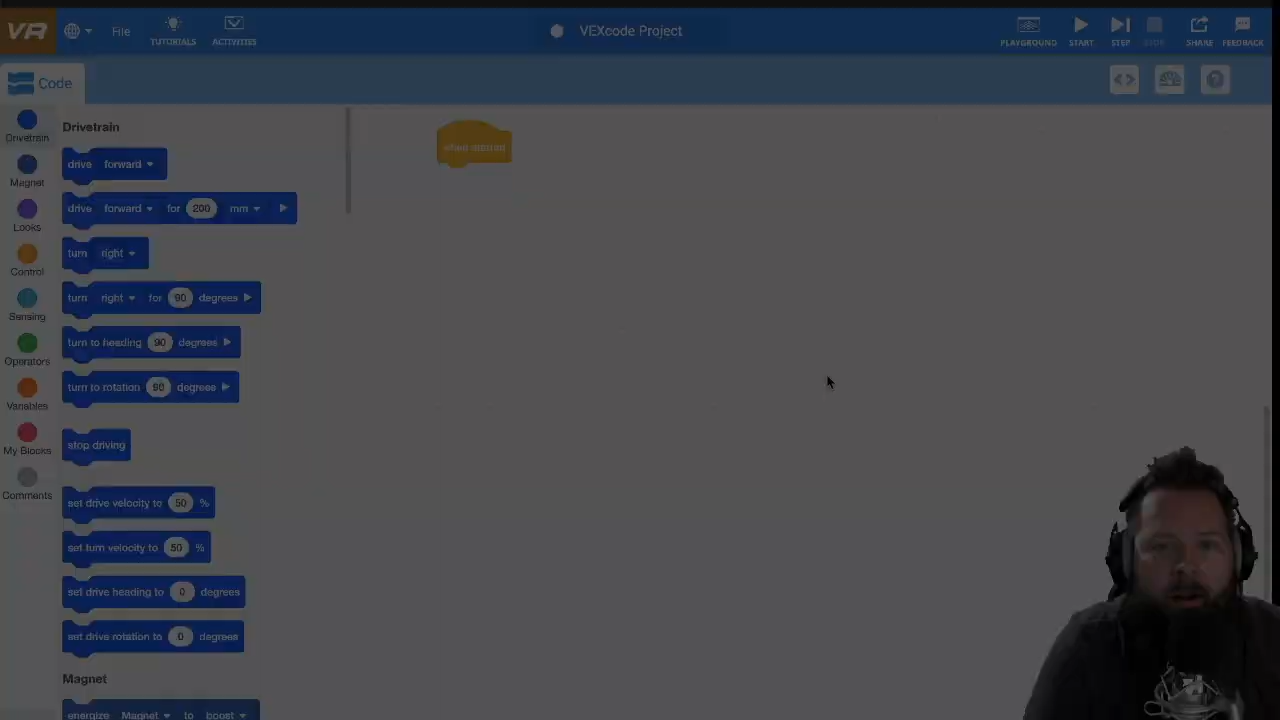 VR
File
TUTORIALS
ACTIVITIES
VEXcode Project
PLAYGROUND
START
STEP
STOP
SHARE
FEEDBACK
Code
Drivetrain
Magnet
Looks
Control
Sensing
Operators
Variables
My Blocks
Comments
Drivetrain
drive forward
drive forward for 200 mm
turn right
turn right for 90 degrees
turn to heading 90 degrees
turn to rotation 90 degrees
stop driving
set drive velocity to 50 %
set turn velocity to 50 %
set drive heading to 0 degrees
set drive rotation to 0 degrees
Magnet
energize Magnet to boost
when started